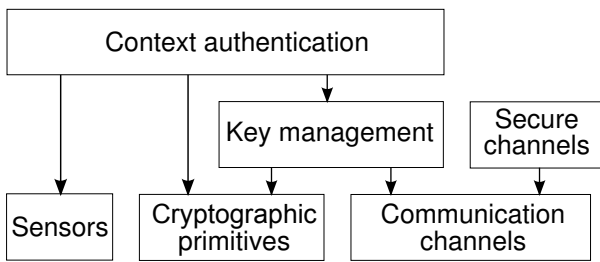 Context authentication
Key management
Secure
channels
Sensors
Cryptographic
primitives
Communication
channels